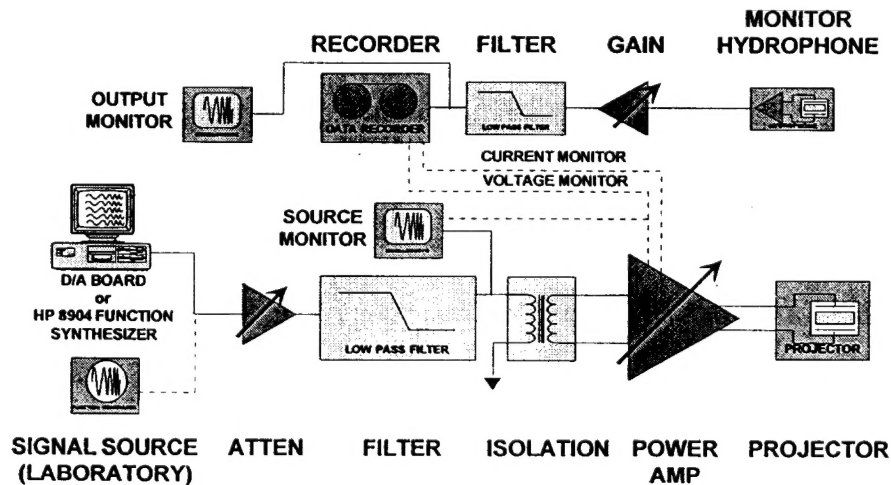 RECORDER FILTER GAIN MONITOR
HYDROPHONE
OUTPUT
MONITOR
DATA RECORDER
LOW PASS FILTER
CURRENT MONITOR
VOLTAGE MONITOR
SOURCE
MONITOR
D/A BOARD
or
HP 8904 FUNCTION
SYNTHESIZER
LOW PASS FILTER
PROJECTOR
SIGNAL SOURCE
(LABORATORY)
ATTEN
FILTER
ISOLATION
POWER
AMP
PROJECTOR